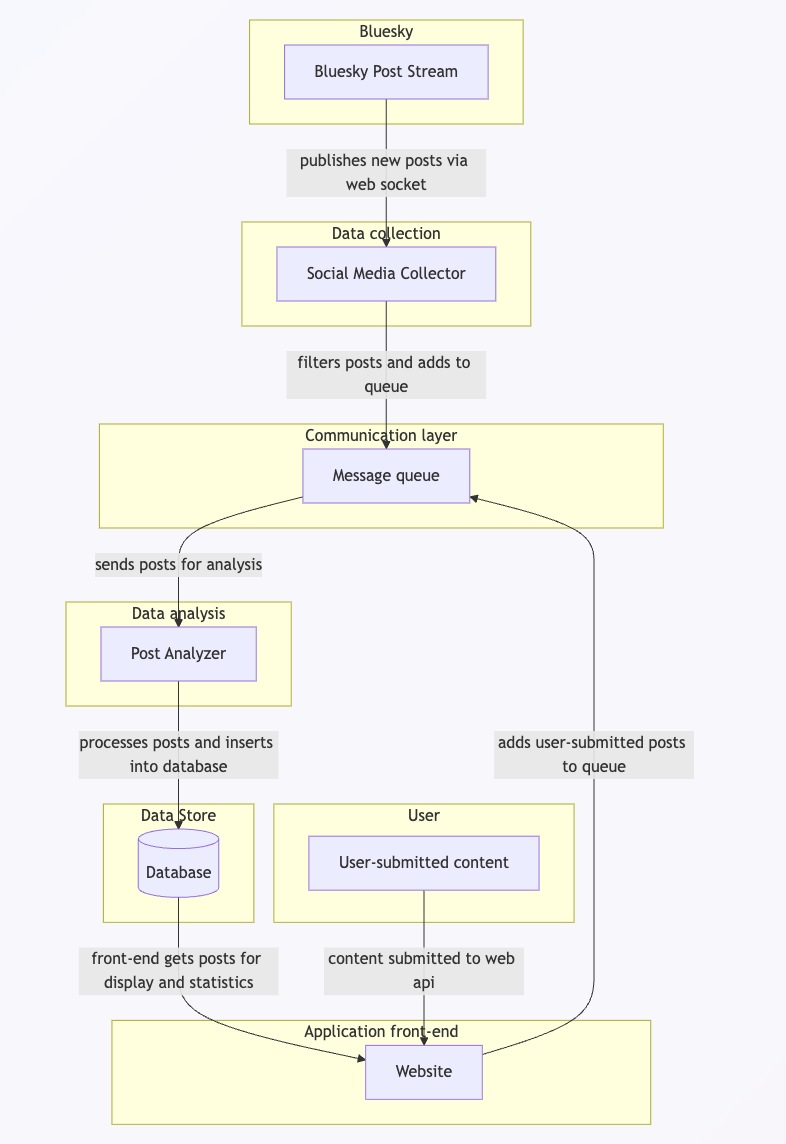 Bluesky
Bluesky Post Stream
publishes new posts via
web socket
Data collection
Social Media Collector
filters posts and adds to
queue
Communication layer
Message queue
sends posts for analysis
Data analysis
Post Analyzer
processes posts and inserts
into database
adds user-submitted posts
to queue
Data Store
Database
User
User-submitted content
front-end gets posts for
display and statistics
content submitted to web
api
Application front-end
Website